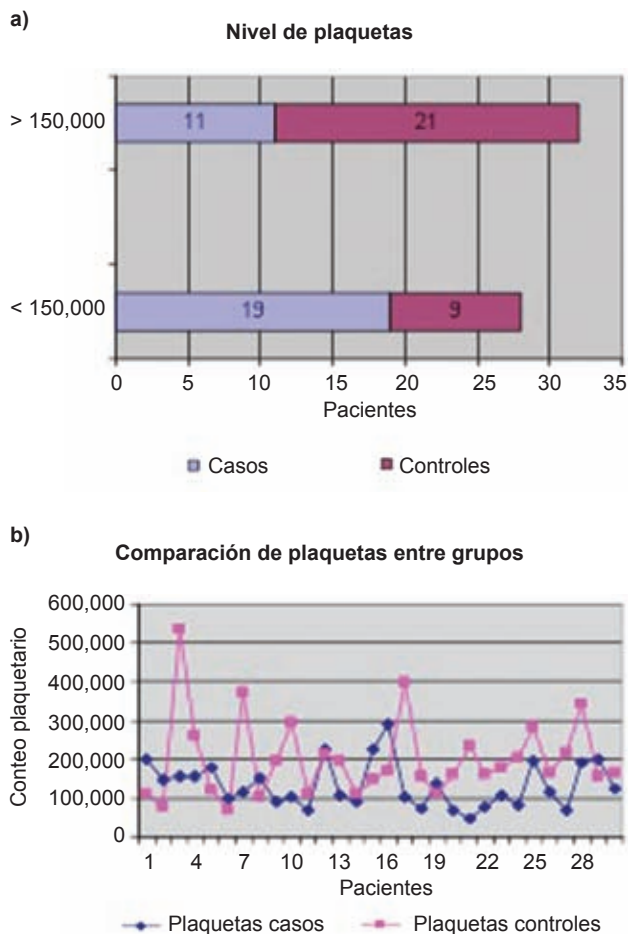 a)
Nivel de plaquetas
> 150,000
11 21
< 150,000
19 9
0 5 10 15 20 25 30 35
Pacientes
Casos Controles
b)
Comparación de plaquetas entre grupos
Conteo plaquetario
600,000
500,000
400,000
300,000
200,000
100,000
0
1 4 7 10 13 16 19 22 25 28
Pacientes
Plaquetas casos Plaquetas controles